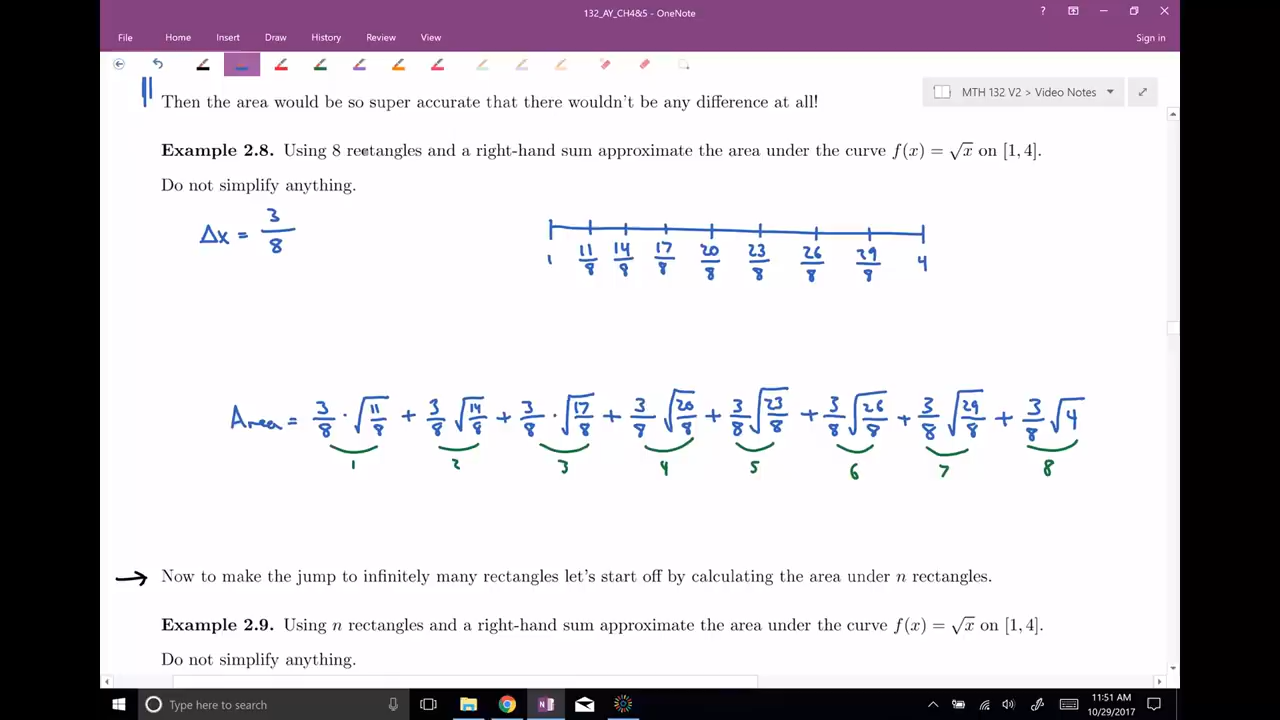 132_AY_CH4&5 - OneNote
?
File Home Insert Draw History Review View Sign in
MTH 132 V2 > Video Notes
Then the area would be so super accurate that there wouldn't be any difference at all!
Example 2.8. Using 8 rectangles and a right-hand sum approximate the area under the curve f(x) = √x on [1, 4].
Do not simplify anything.
Δx = 3/8
1 11/8 14/8 17/8 20/8 23/8 26/8 29/8 4
Area = 3/8 · √11/8 + 3/8 √14/8 + 3/8 · √17/8 + 3/8 √20/8 + 3/8 √23/8 + 3/8 √26/8 + 3/8 √29/8 + 3/8 √4
1 2 3 4 5 6 7 8
→ Now to make the jump to infinitely many rectangles let's start off by calculating the area under n rectangles.
Example 2.9. Using n rectangles and a right-hand sum approximate the area under the curve f(x) = √x on [1, 4].
Do not simplify anything.
Type here to search
11:51 AM
10/29/2017